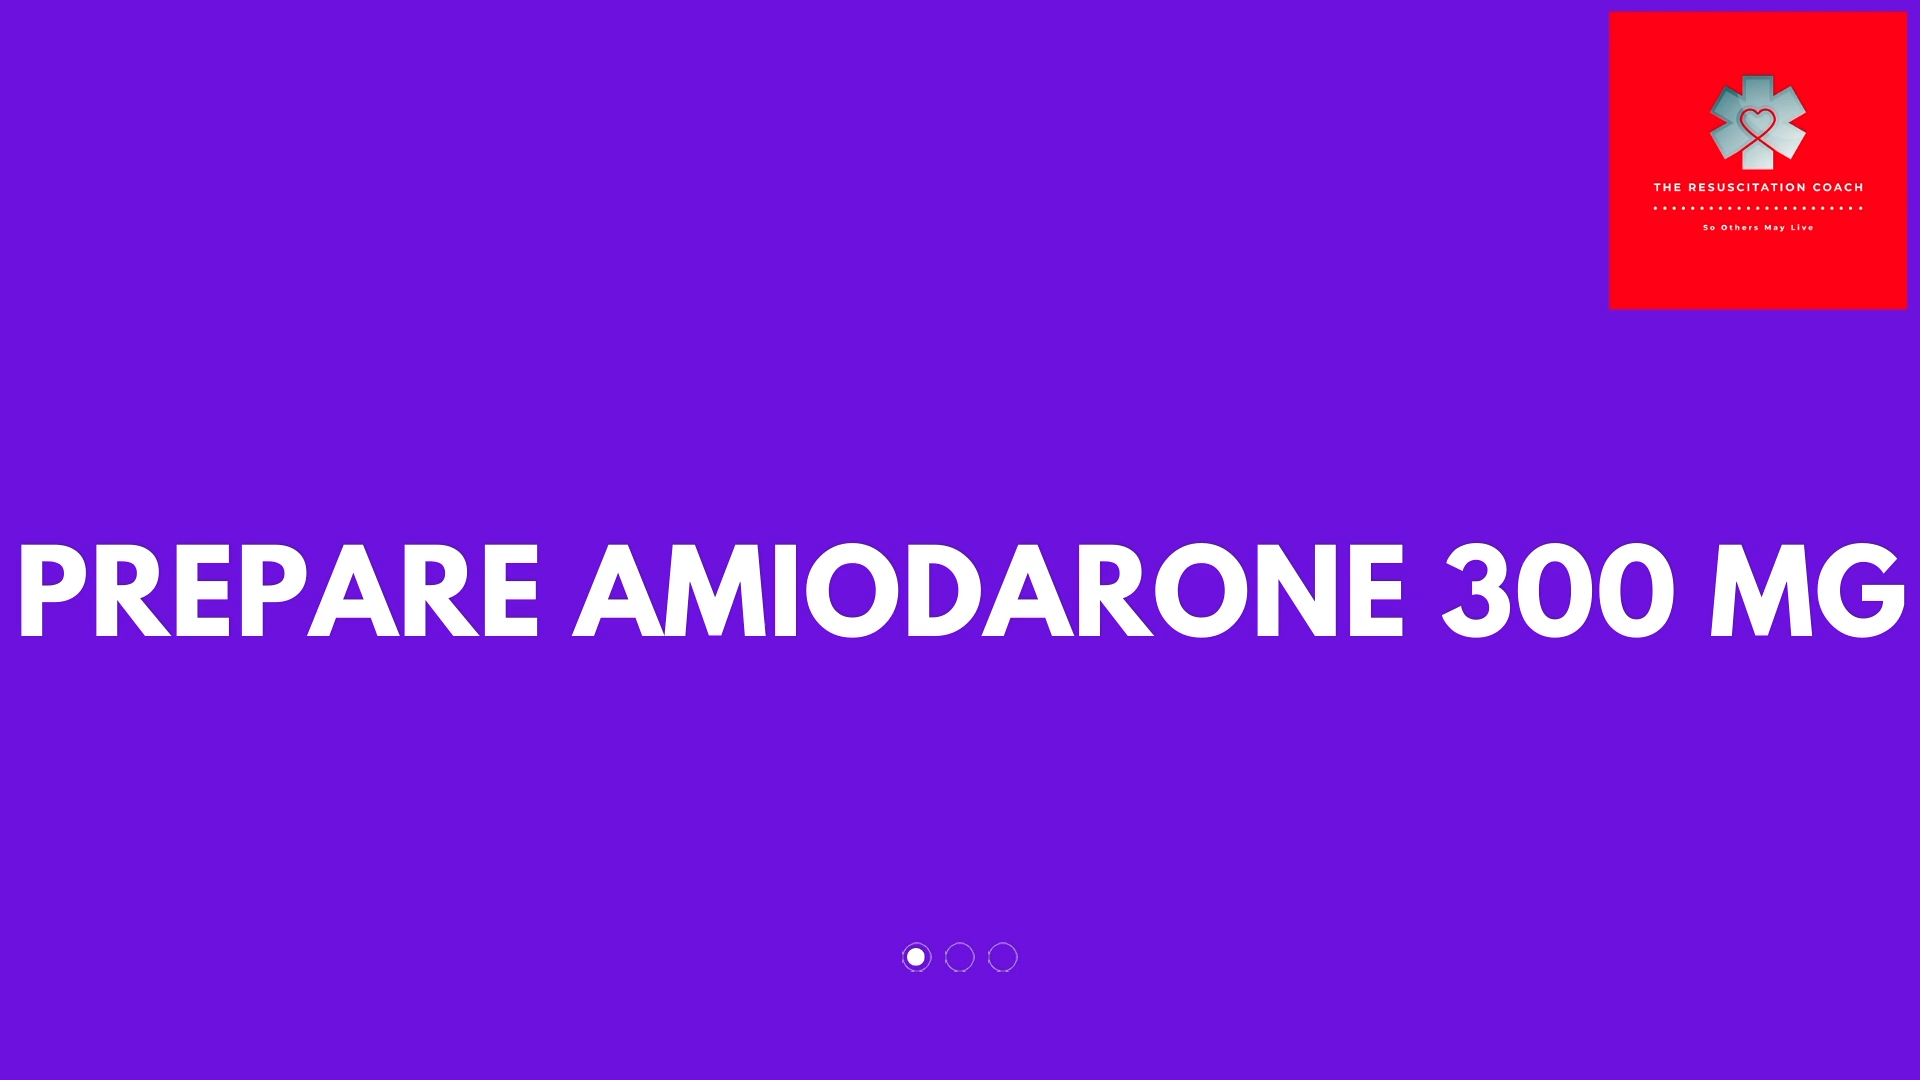 THE RESUSCITATION COACH
So Others May Live
PREPARE AMIODARONE 300 MG